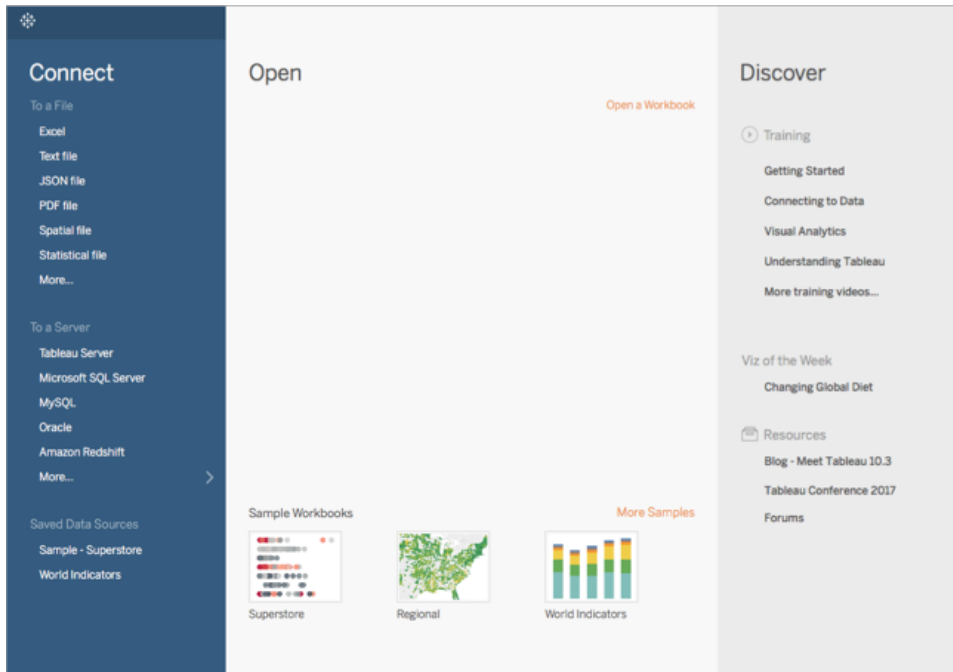 Connect
To a File
Excel
Text file
JSON file
PDF file
Spatial file
Statistical file
More...
To a Server
Tableau Server
Microsoft SQL Server
MySQL
Oracle
Amazon Redshift
More...
Saved Data Sources
Sample - Superstore
World Indicators
Open
Open a Workbook
Sample Workbooks
More Samples
Superstore
Regional
World Indicators
Discover
Training
Getting Started
Connecting to Data
Visual Analytics
Understanding Tableau
More training videos...
Viz of the Week
Changing Global Diet
Resources
Blog - Meet Tableau 10.3
Tableau Conference 2017
Forums